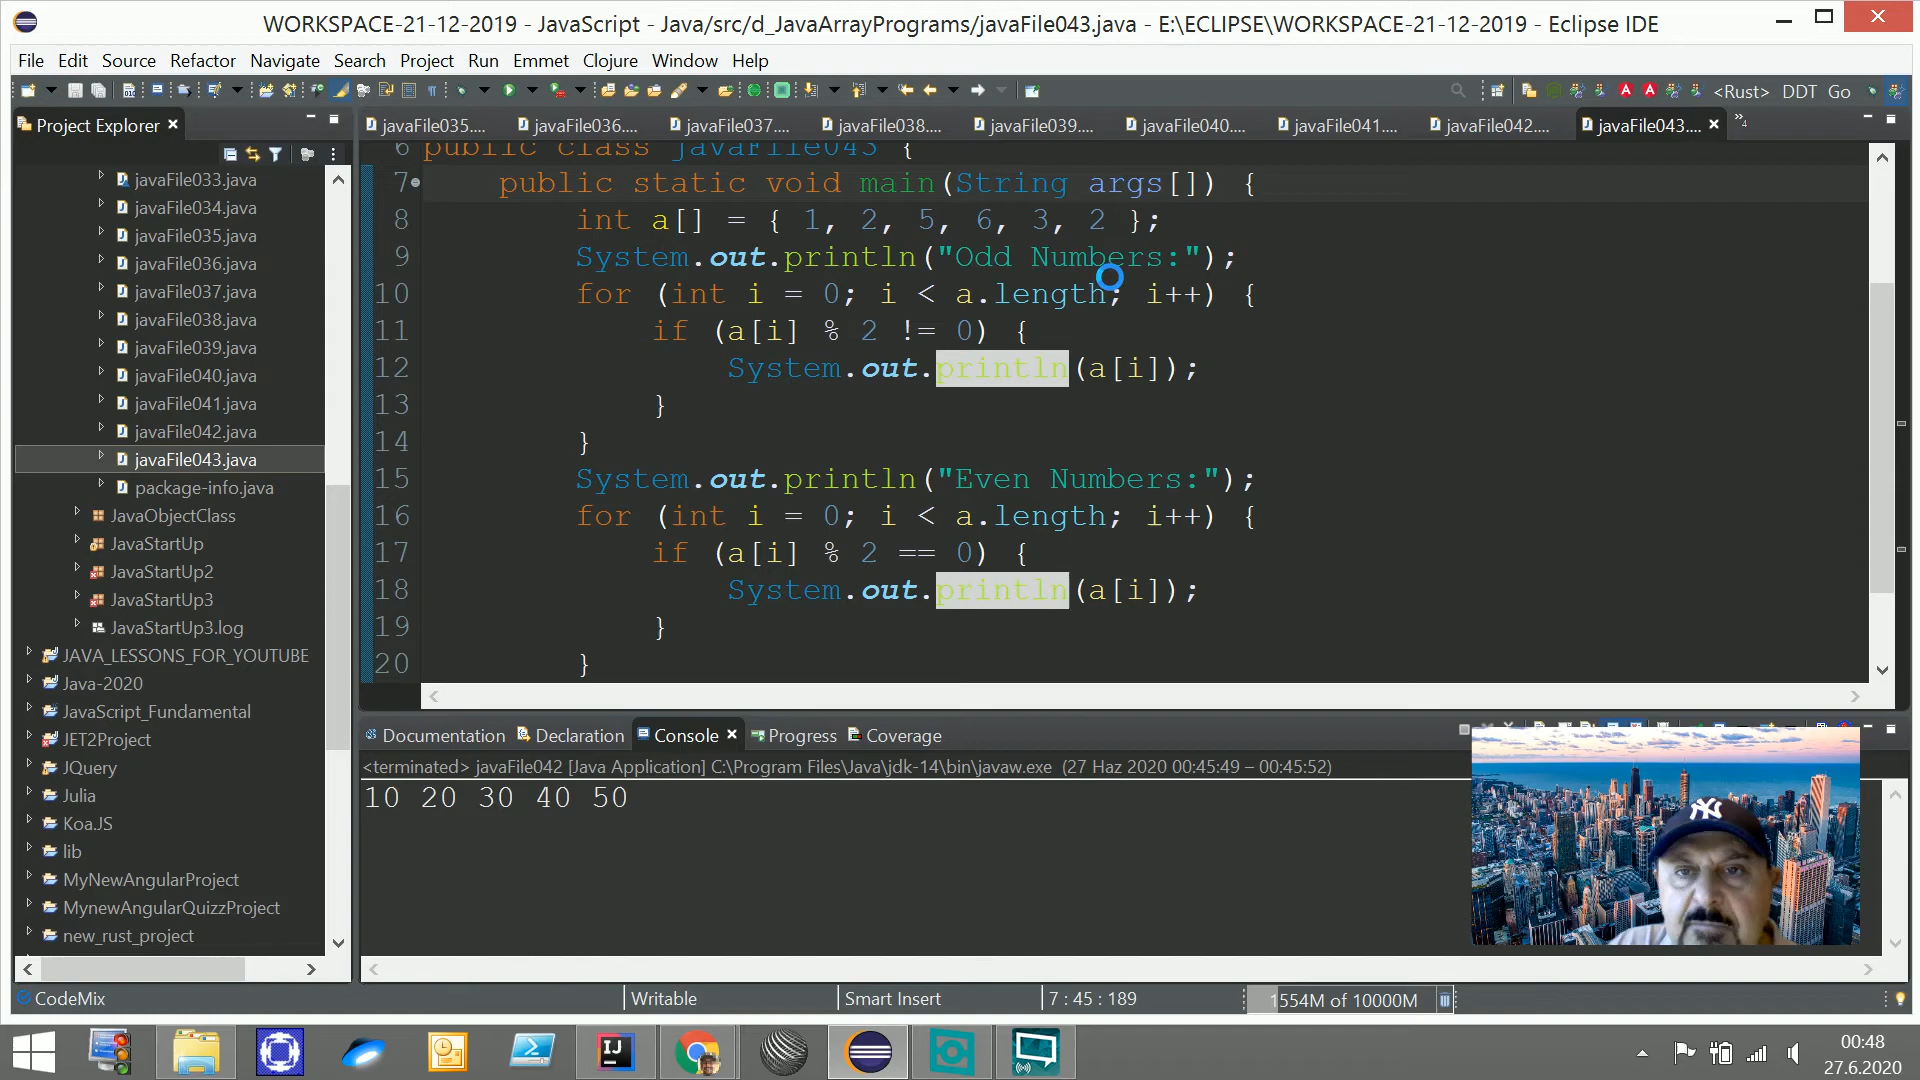 WORKSPACE-21-12-2019 - JavaScript - Java/src/d_JavaArrayPrograms/javaFile043.java - E:\ECLIPSE\WORKSPACE-21-12-2019 - Eclipse IDE
File Edit Source Refactor Navigate Search Project Run Emmet Clojure Window Help
<Rust> DDT Go
Project Explorer
javaFile035.... javaFile036.... javaFile037.... javaFile038.... javaFile039.... javaFile040.... javaFile041.... javaFile042.... javaFile043....
javaFile033.java
javaFile034.java
javaFile035.java
javaFile036.java
javaFile037.java
javaFile038.java
javaFile039.java
javaFile040.java
javaFile041.java
javaFile042.java
javaFile043.java
package-info.java
JavaObjectClass
JavaStartUp
JavaStartUp2
JavaStartUp3
JavaStartUp3.log
JAVA_LESSONS_FOR_YOUTUBE
Java-2020
JavaScript_Fundamental
JET2Project
JQuery
Julia
Koa.JS
lib
MyNewAngularProject
MynewAngularQuizzProject
new_rust_project
6 public class javaFile043 {
7 public static void main(String args[]) {
8 int a[] = { 1, 2, 5, 6, 3, 2 };
9 System.out.println("Odd Numbers:");
10 for (int i = 0; i < a.length; i++) {
11 if (a[i] % 2 != 0) {
12 System.out.println(a[i]);
13 }
14 }
15 System.out.println("Even Numbers:");
16 for (int i = 0; i < a.length; i++) {
17 if (a[i] % 2 == 0) {
18 System.out.println(a[i]);
19 }
20 }
Documentation Declaration Console Progress Coverage
<terminated> javaFile042 [Java Application] C:\Program Files\Java\jdk-14\bin\javaw.exe (27 Haz 2020 00:45:49 – 00:45:52)
10 20 30 40 50
CodeMix Writable Smart Insert 7 : 45 : 189 1554M of 10000M
00:48
27.6.2020